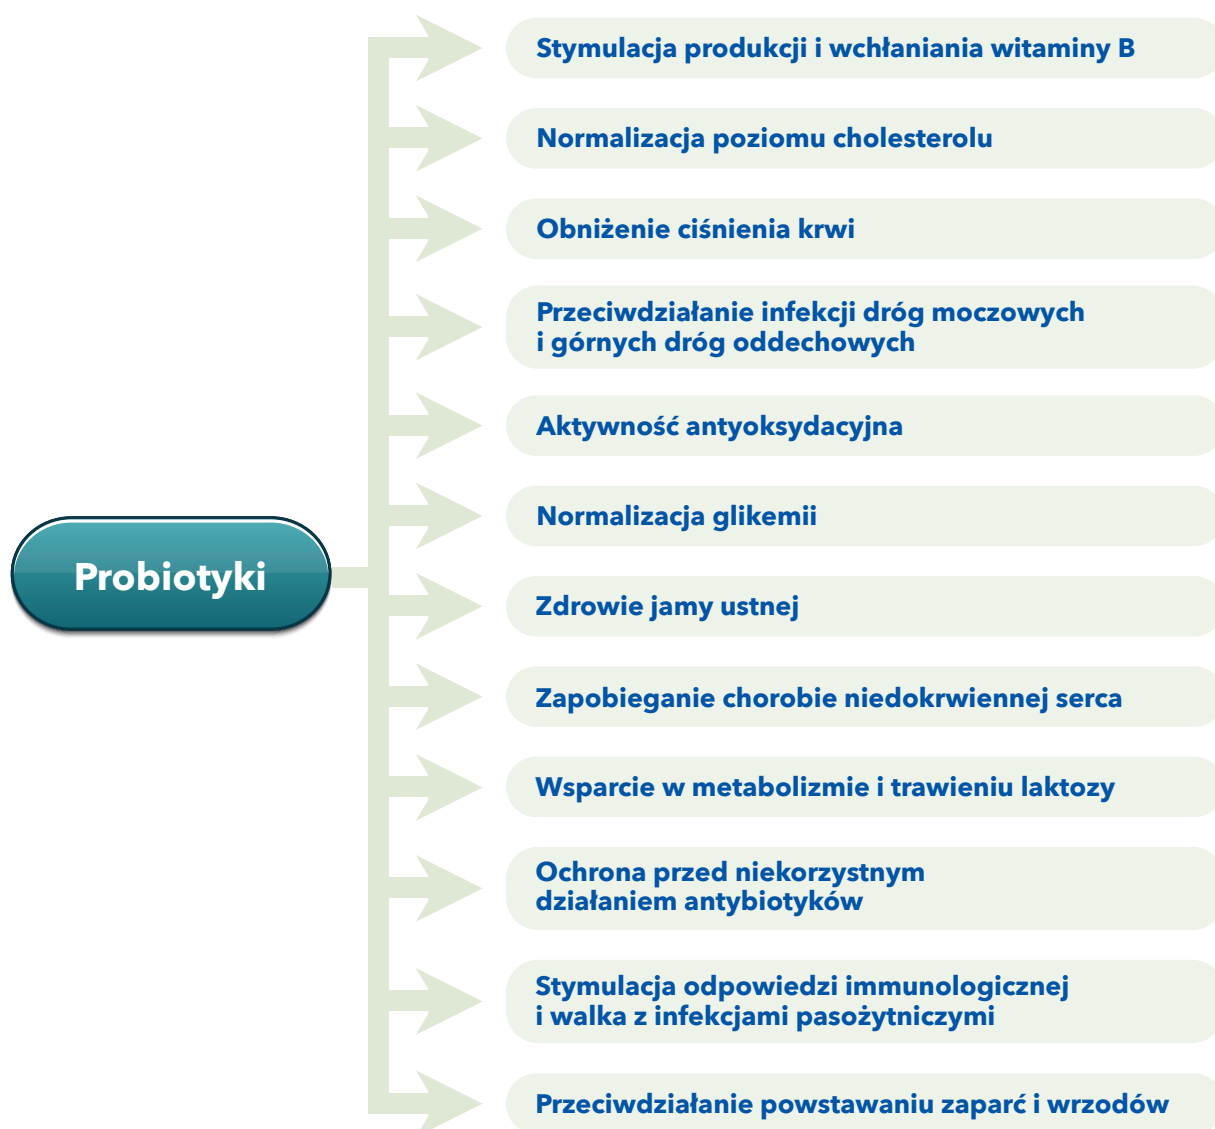 Stymulacja produkcji i wchłaniania witaminy B
Normalizacja poziomu cholesterolu
Obniżenie ciśnienia krwi
Przeciwdziałanie infekcji dróg moczowych
i górnych dróg oddechowych
Aktywność antyoksydacyjna
Normalizacja glikemii
Probiotyki
Zdrowie jamy ustnej
Zapobieganie chorobie niedokrwiennej serca
Wsparcie w metabolizmie i trawieniu laktozy
Ochrona przed niekorzystnym
działaniem antybiotyków
Stymulacja odpowiedzi immunologicznej
i walka z infekcjami pasożytniczymi
Przeciwdziałanie powstawaniu zaparć i wrzodów